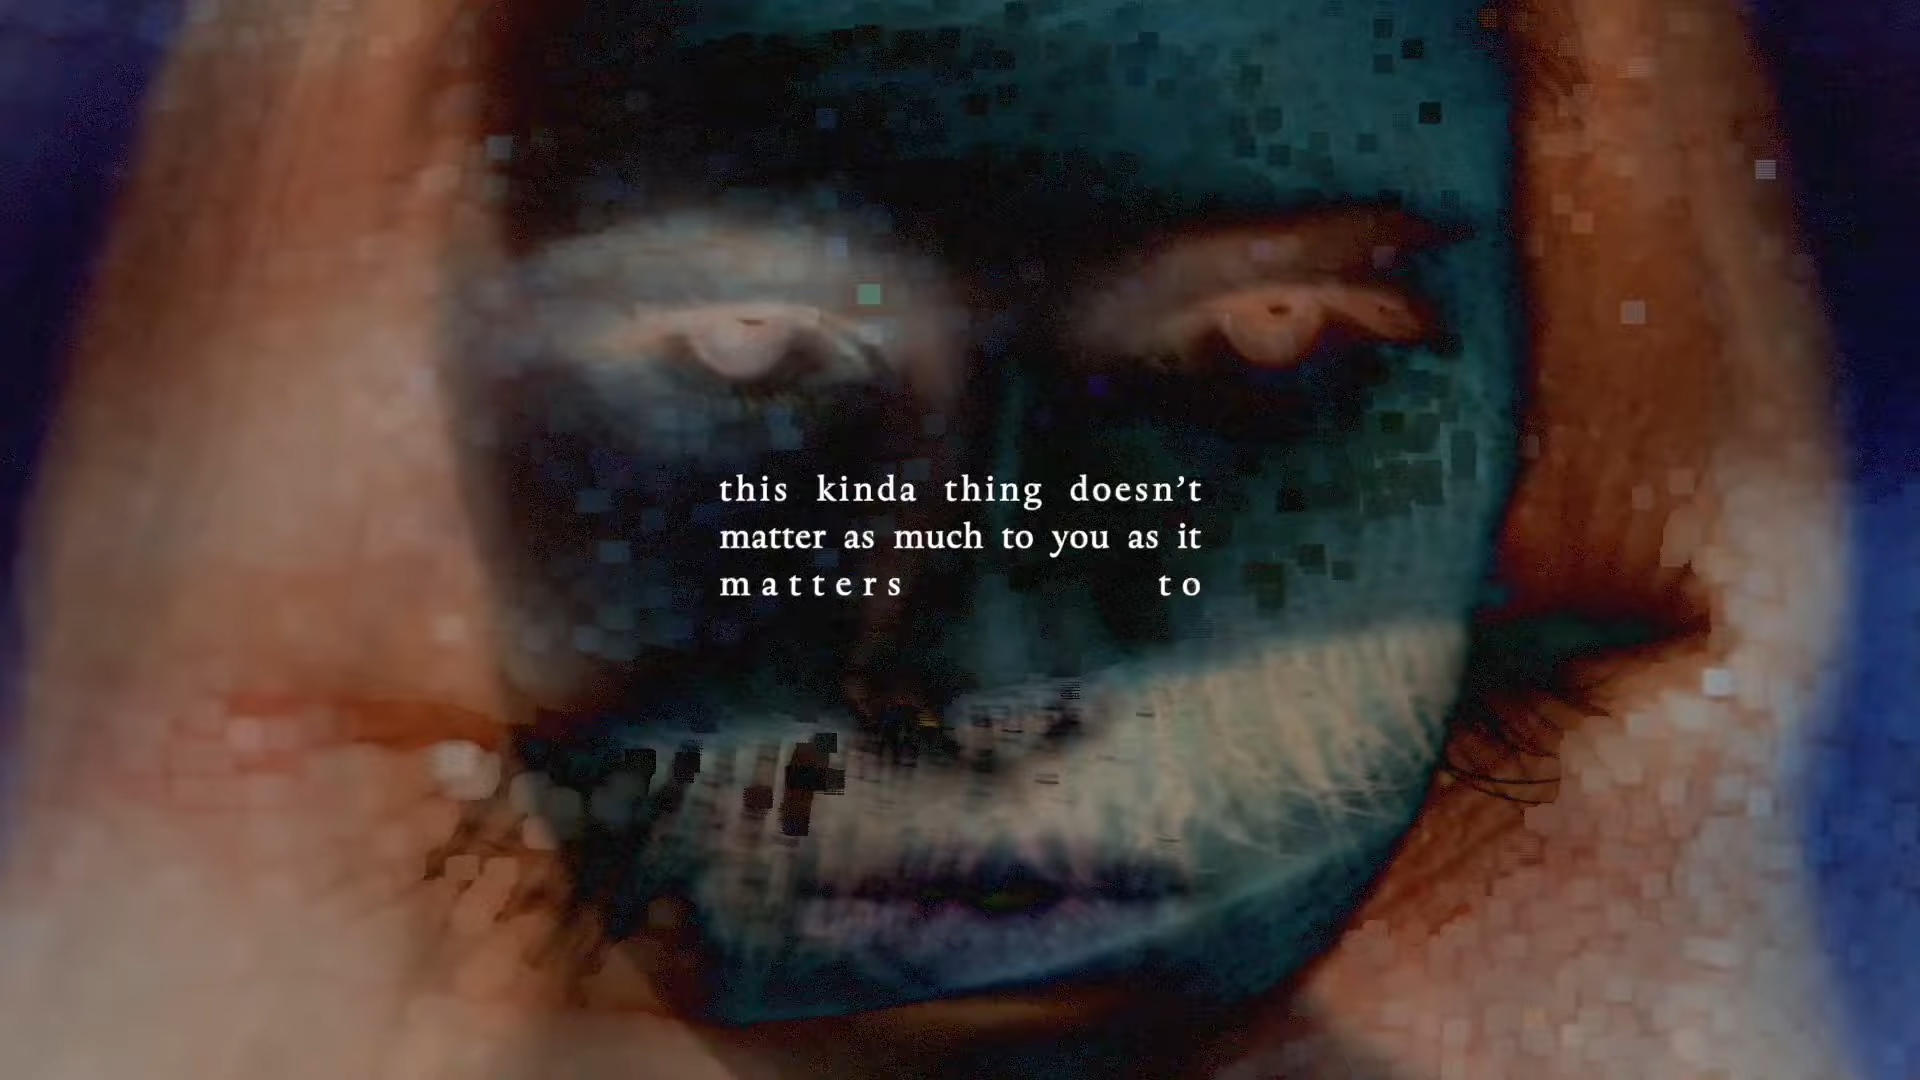 this kinda thing doesn’t
matter as much to you as it
matters to